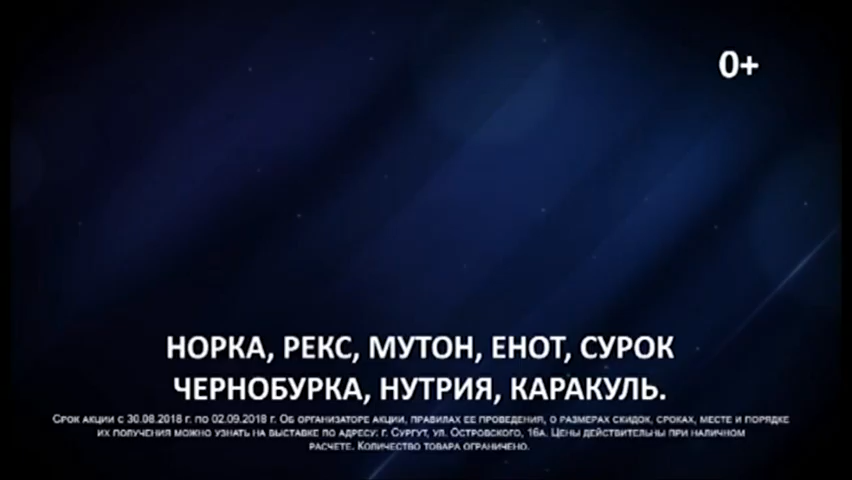 0+
НОРКА, РЕКС, МУТОН, ЕНОТ, СУРОК
ЧЕРНОБУРКА, НУТРИЯ, КАРАКУЛЬ.
Срок акции с 30.08.2018 г. по 02.09.2018 г. Об организаторе акции, правилах ее проведения, о размерах скидок, сроках, месте и порядке
их получения можно узнать на выставке по адресу: г. Сургут, ул. Островского, 16а. Цены действительны при наличном
расчете. Количество товара ограничено.